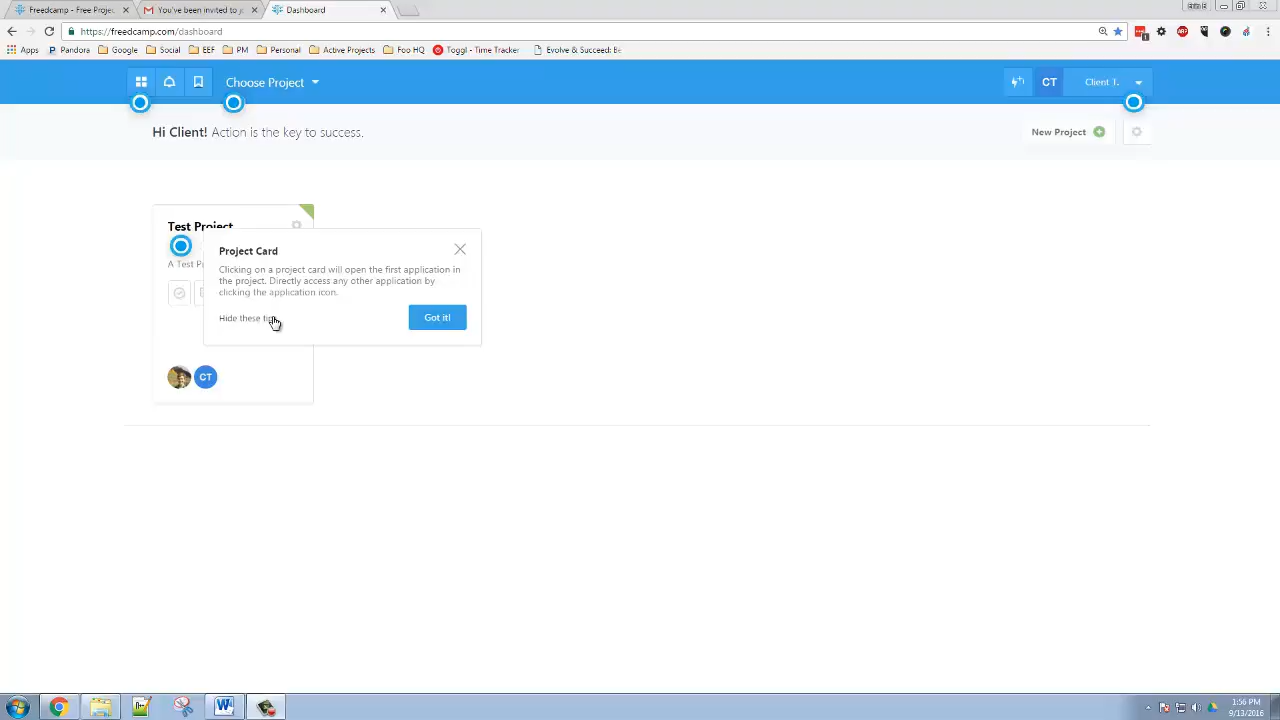 Freedcamp - Free Projec
You've been invited to j
Dashboard
https://freedcamp.com/dashboard
Apps
Pandora
Google
Social
EEF
PM
Personal
Active Projects
Foo HQ
Toggl - Time Tracker
Evolve & Succeed
Choose Project
CT
Client T.
Hi Client! Action is the key to success.
New Project
Test Project
A Test
Project Card
Clicking on a project card will open the first application in
the project. Directly access any other application by
clicking the application icon.
Hide these
Got it!
CT
1:56 PM
9/13/2016